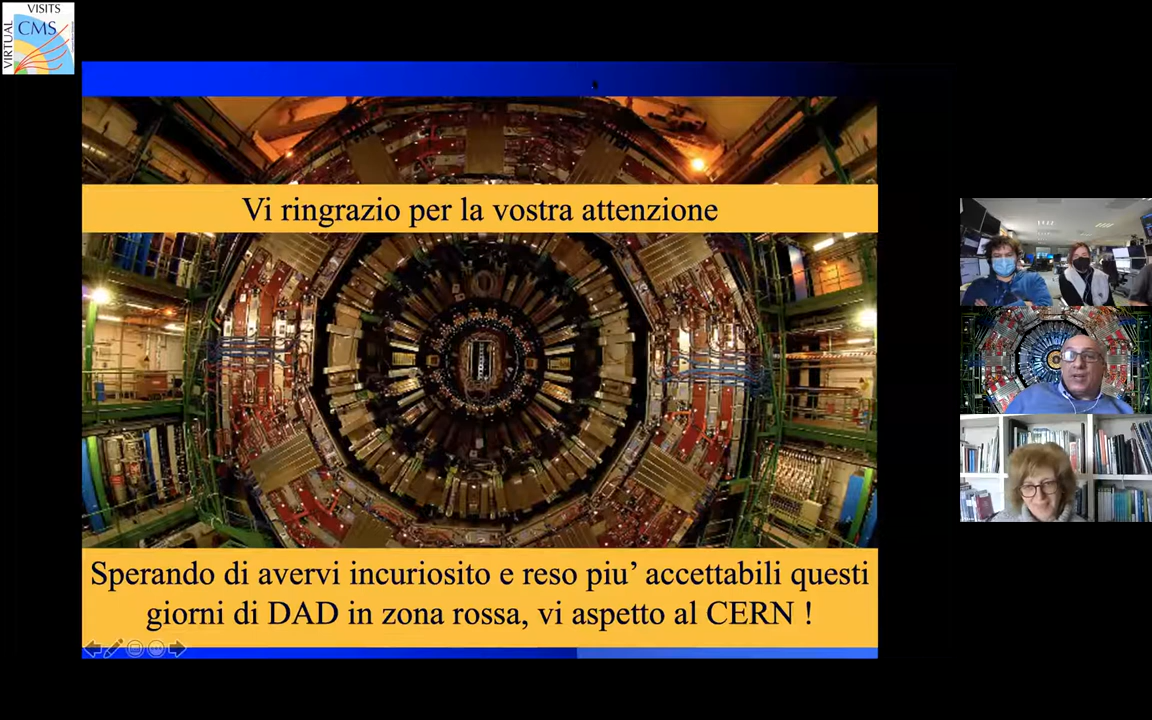 VISITS
CMS
VIRTUAL
Vi ringrazio per la vostra attenzione
Sperando di avervi incuriosito e reso piu’ accettabili questi
giorni di DAD in zona rossa, vi aspetto al CERN !